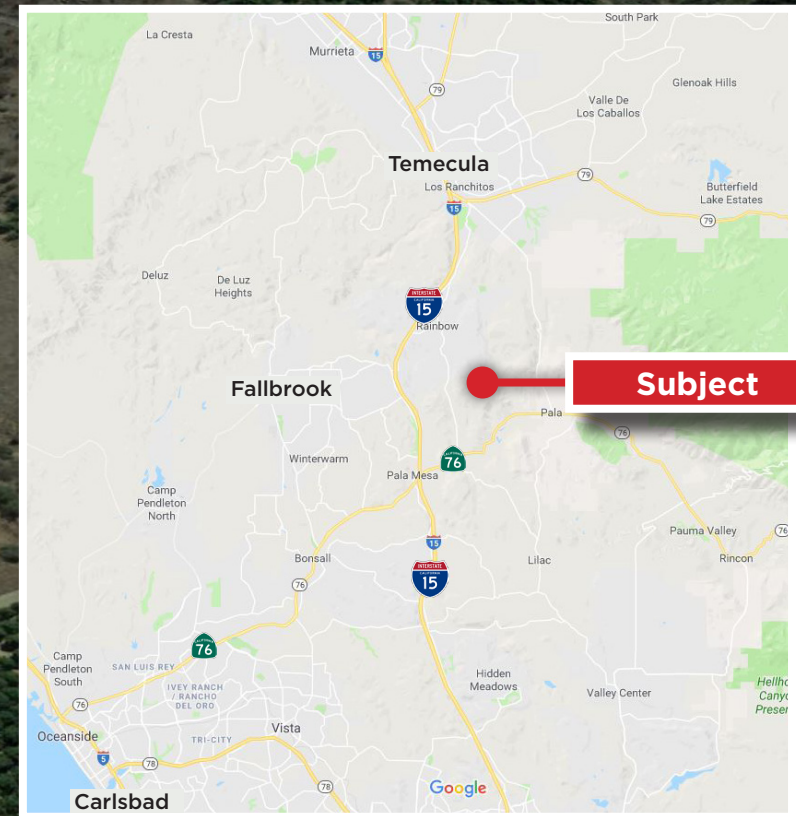 South Park
La Cresta
Murrieta
15
79
79
Glenoak Hills
Valle De
Los Caballos
Temecula
Los Ranchitos
79
Butterfield
Lake Estates
15
79
Deluz
De Luz
Heights
INTERSTATE
CALIFORNIA
15
Rainbow
Fallbrook
Subject
Pala
76
Winterwarm
76
Pala Mesa
Camp
Pendleton
North
Pauma Valley
76
15
Bonsall
Lilac
Rincon
INTERSTATE
CALIFORNIA
15
76
76
Camp
Pendleton
South
SAN LUIS REY
Hidden
Meadows
IVEY RANCH
/ RANCHO
DEL ORO
Valley Center
76
Oceanside
TRI-CITY
Vista
5
78
78
Google
Carlsbad